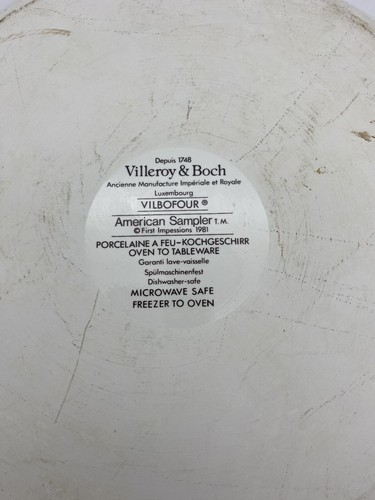 Depuis 1748
Villeroy & Boch
Ancienne Manufacture Impériale et Royale
Luxembourg
VILBOFOUR ®
American Sampler T.M.
© First Impessions 1981
PORCELAINE A FEU-KOCHGESCHIRR
OVEN TO TABLEWARE
Garanti lave-vaisselle
Spülmaschinenfest
Dishwasher-safe
MICROWAVE SAFE
FREEZER TO OVEN